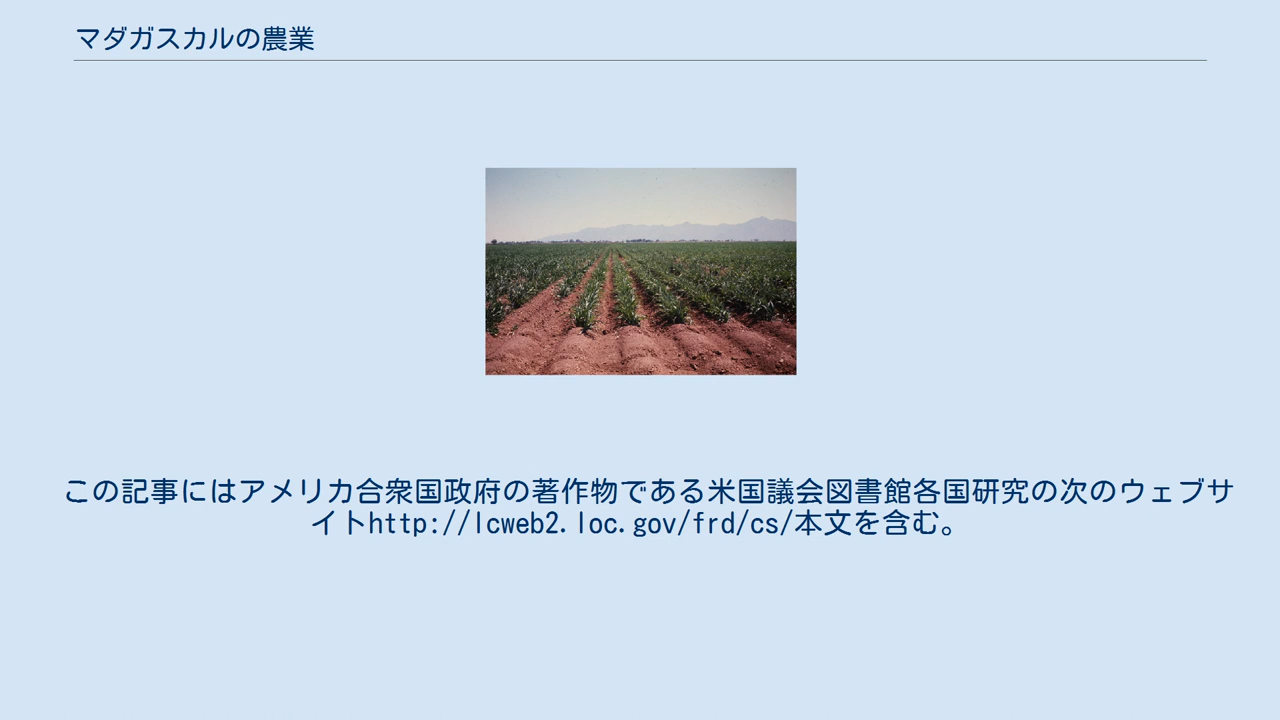 マダガスカルの農業
この記事にはアメリカ合衆国政府の著作物である米国議会図書館各国研究の次のウェブサ
イトhttp://lcweb2.loc.gov/frd/cs/本文を含む。